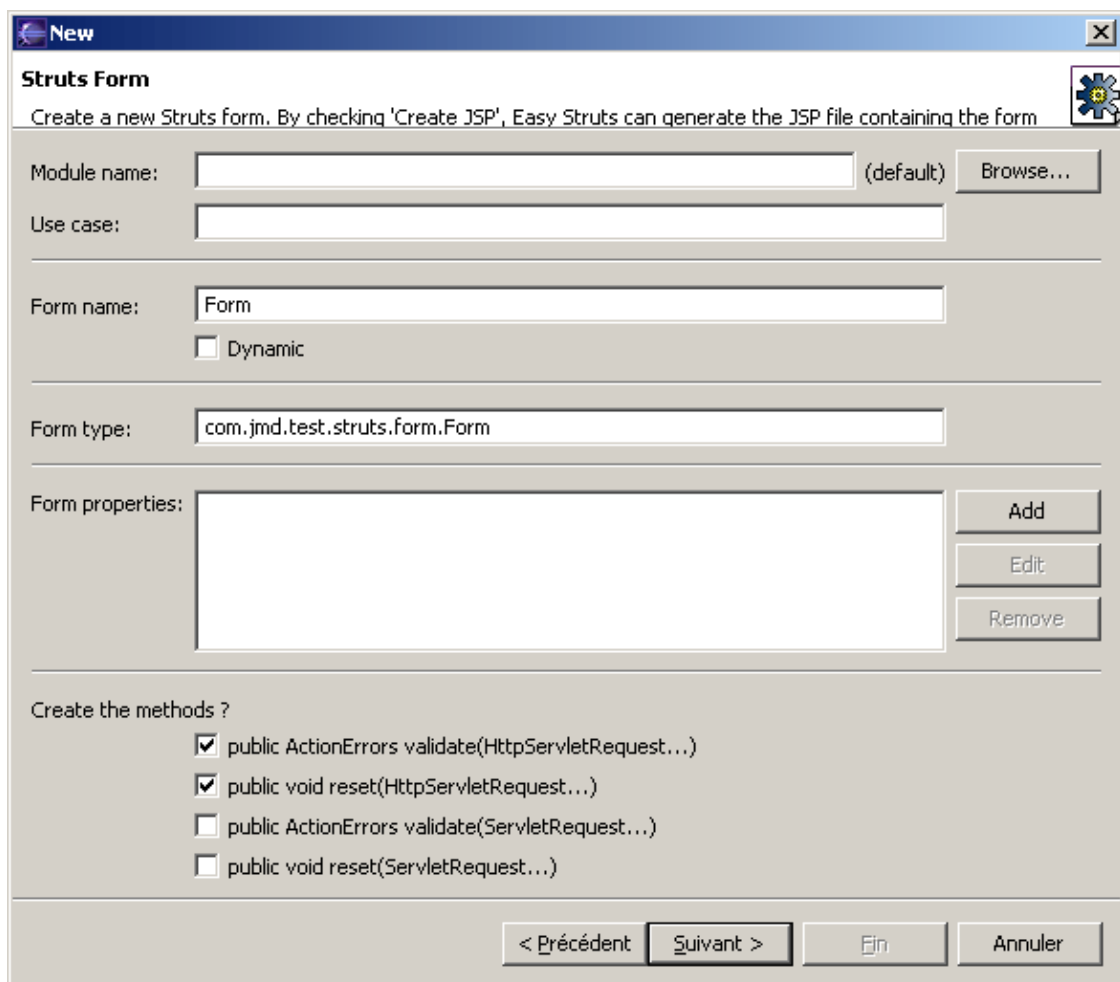 New
Struts Form
Create a new Struts form. By checking 'Create JSP', Easy Struts can generate the JSP file containing the form
Module name: (default) Browse...
Use case:
Form name: Form
Dynamic
Form type: com.jmd.test.struts.form.Form
Form properties: Add
Edit
Remove
Create the methods ?
public ActionErrors validate(HttpServletRequest...)
public void reset(HttpServletRequest...)
public ActionErrors validate(ServletRequest...)
public void reset(ServletRequest...)
< Précédent Suivant > Fin Annuler